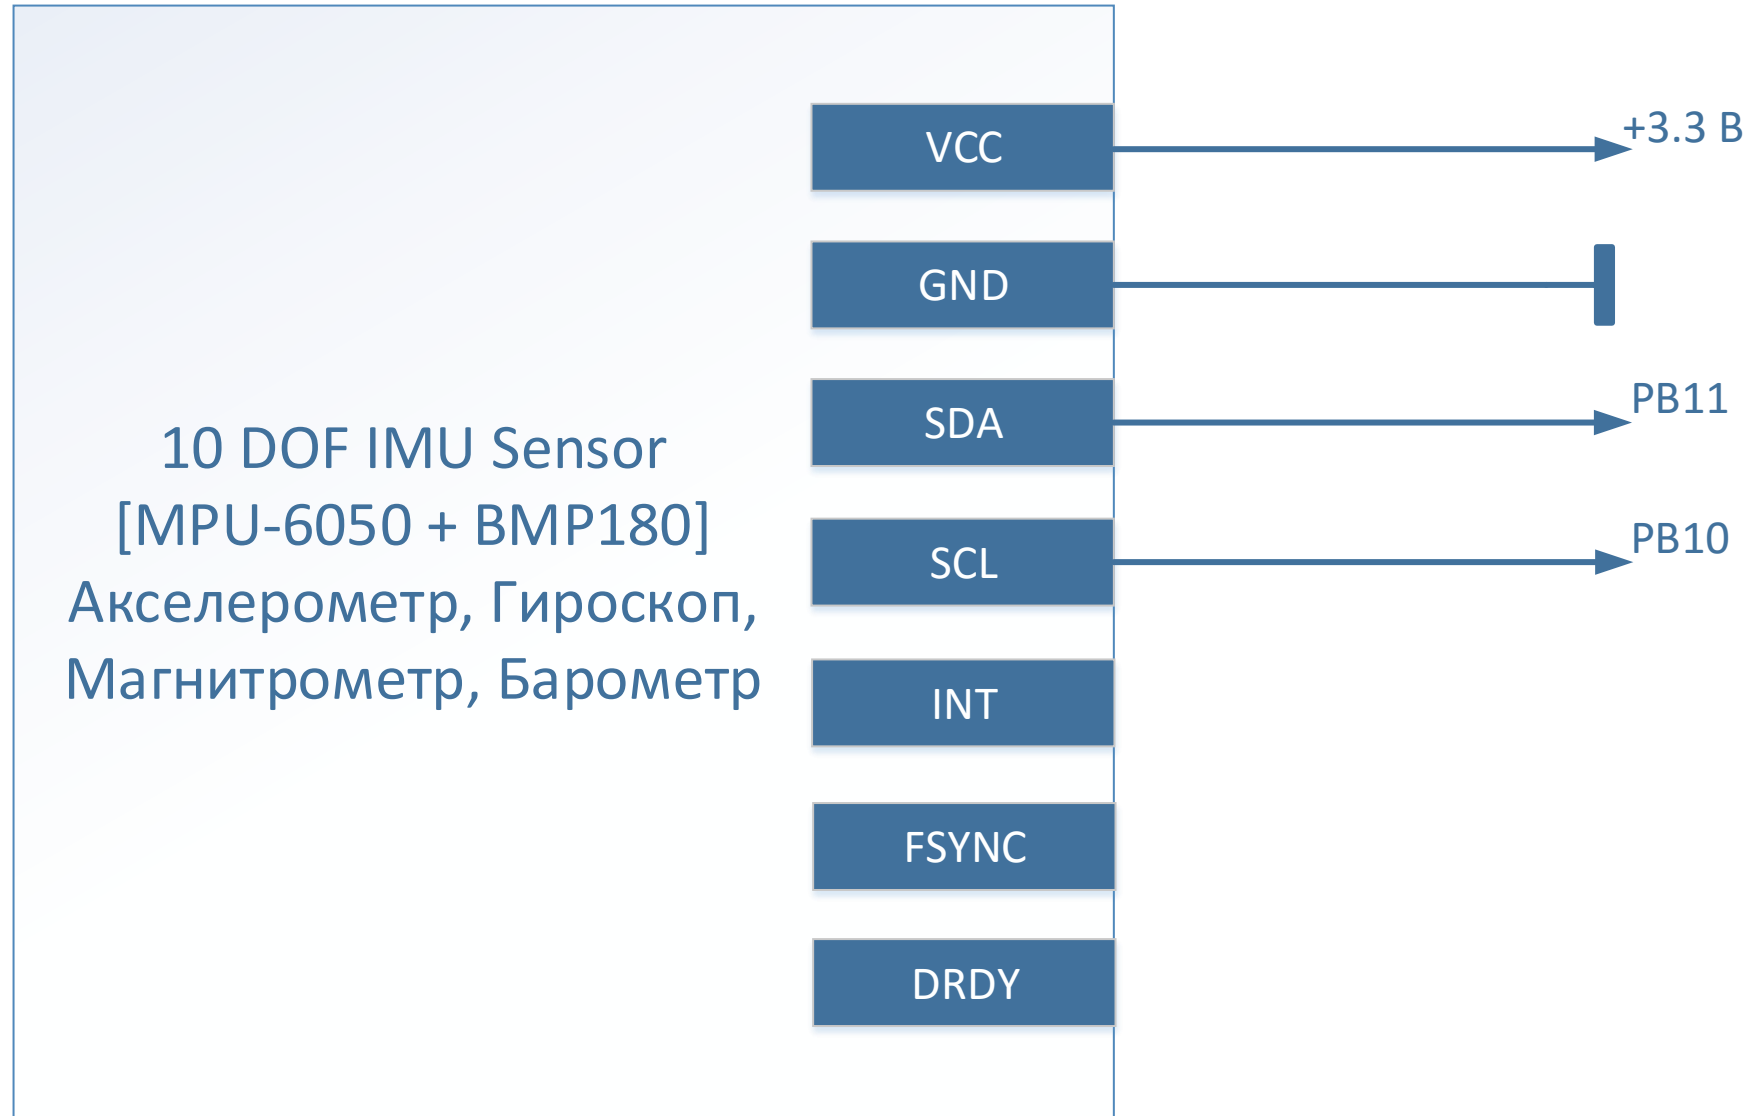 VCC
+3.3 В
GND
SDA
PB11
10 DOF IMU Sensor
[MPU-6050 + BMP180]
Акселерометр, Гироскоп,
Магнитрометр, Барометр
SCL
PB10
INT
FSYNC
DRDY